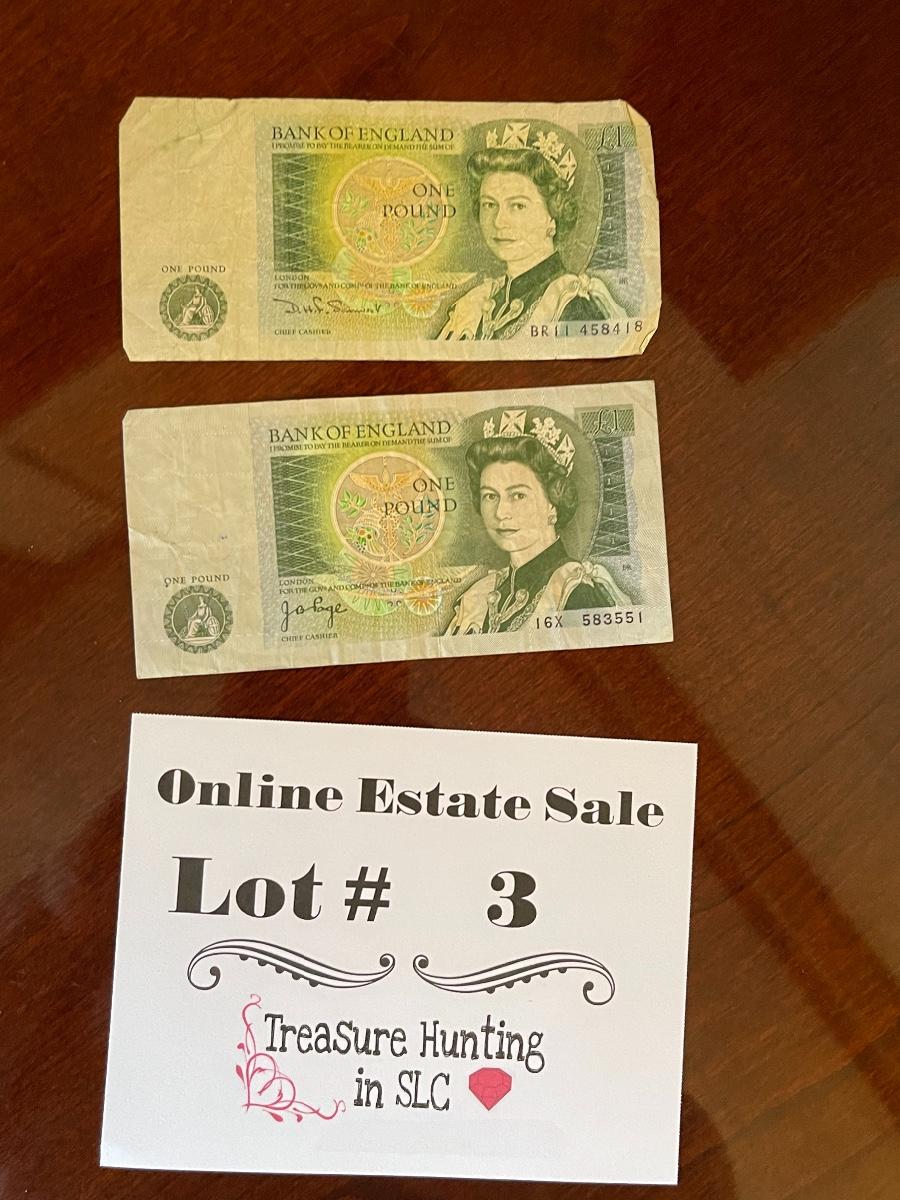 BANK OF ENGLAND
I PROMISE TO PAY THE BEARER ON DEMAND THE SUM OF
£1
ONE
POUND
ONE POUND
LONDON
FOR THE GOVR AND COMPA OF THE BANK OF ENGLAND
CHIEF CASHIER
BR11 458418
BANK OF ENGLAND
I PROMISE TO PAY THE BEARER ON DEMAND THE SUM OF
£1
ONE
POUND
ONE POUND
LONDON
FOR THE GOVR AND COMPA OF THE BANK OF ENGLAND
JB Page
CHIEF CASHIER
16X 583551
Online Estate Sale
Lot # 3
Treasure Hunting
in SLC